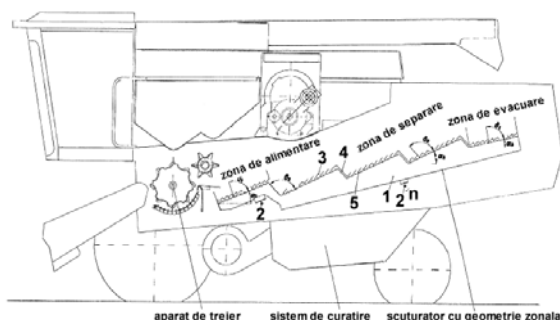 zona de evacuare
zona de separare
zona de alimentare
3
4
2
5
1
2
n
aparat de treier
sistem de curatire
scuturator cu geometrie zonala